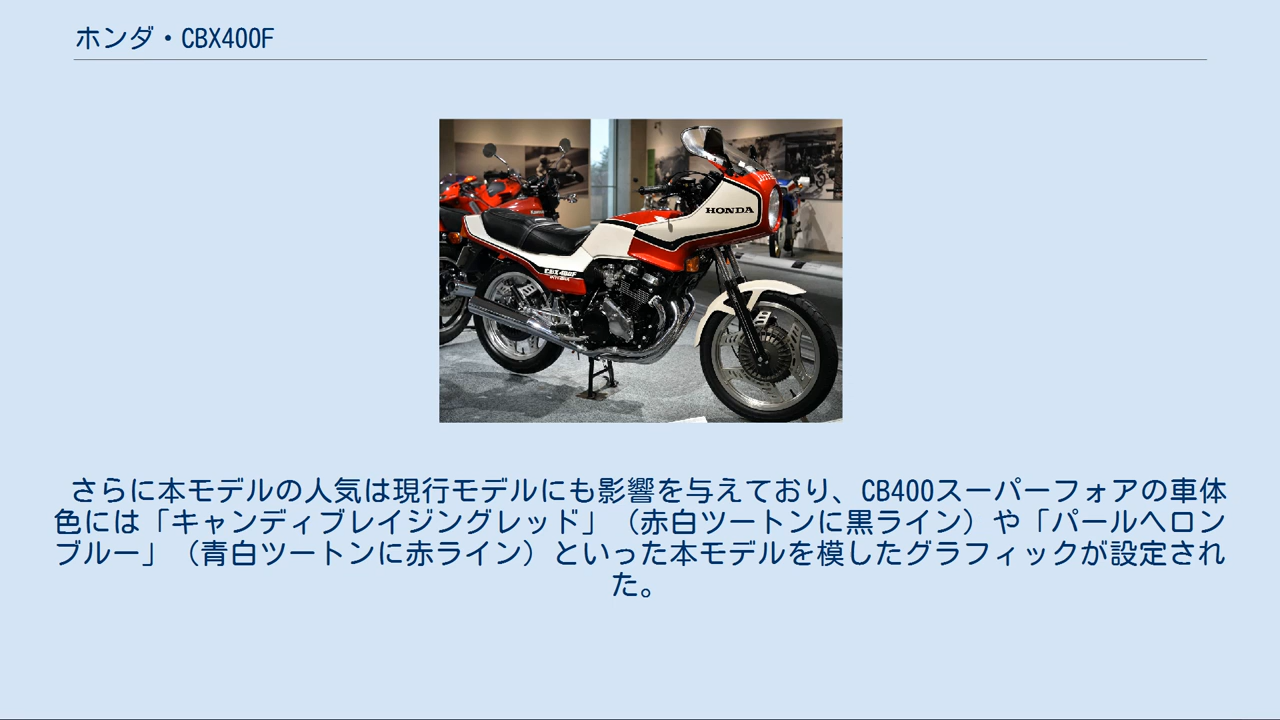 ホンダ・CBX400F
HONDA
CBX400F
さらに本モデルの人気は現行モデルにも影響を与えており、CB400スーパーフォアの車体
色には「キャンディブレイジングレッド」（赤白ツートンに黒ライン）や「パールヘロン
ブルー」（青白ツートンに赤ライン）といった本モデルを模したグラフィックが設定され
た。